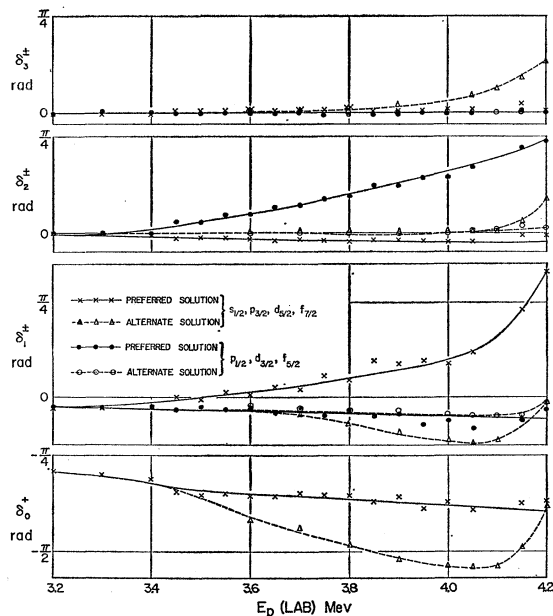 π/4
δ₃±
rad
0
π/4
δ₂±
rad
0
π/4
δ₁±
rad
0
×—× PREFERRED SOLUTION
▲--△ ALTERNATE SOLUTION
} s₁/₂, p₃/₂, d₅/₂, f₇/₂
●—● PREFERRED SOLUTION
○--○ ALTERNATE SOLUTION
} p₁/₂, d₃/₂, f₅/₂
-π/4
δ₀⁺
rad
-π/2
3.2 3.4 3.6 3.8 4.0 4.2
E_D (LAB) Mev